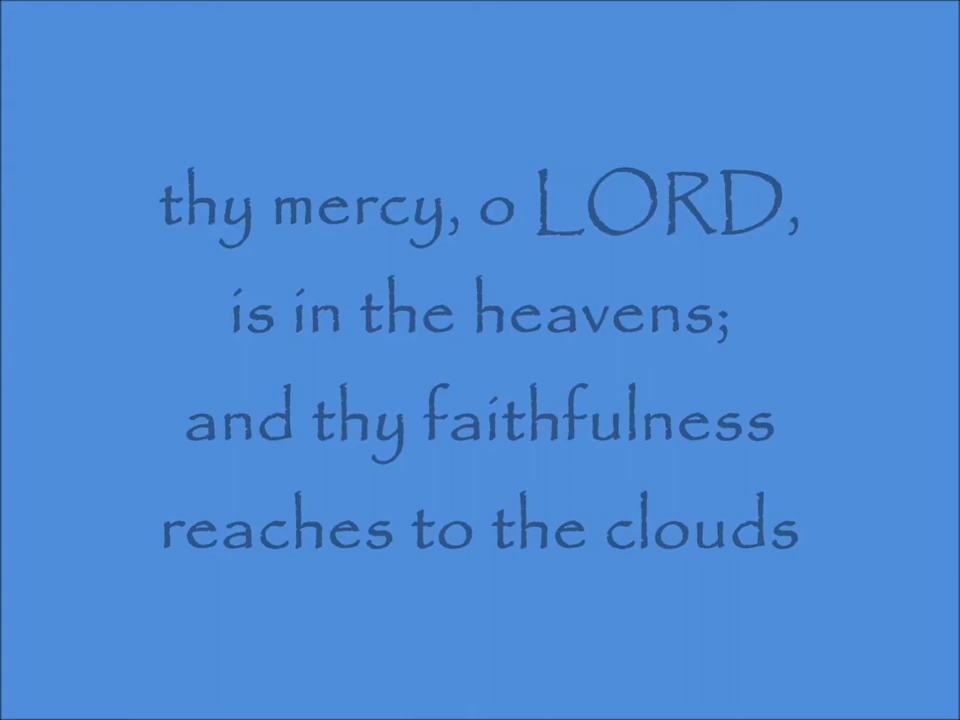 thy mercy, o LORD,
is in the heavens;
and thy faithfulness
reaches to the clouds